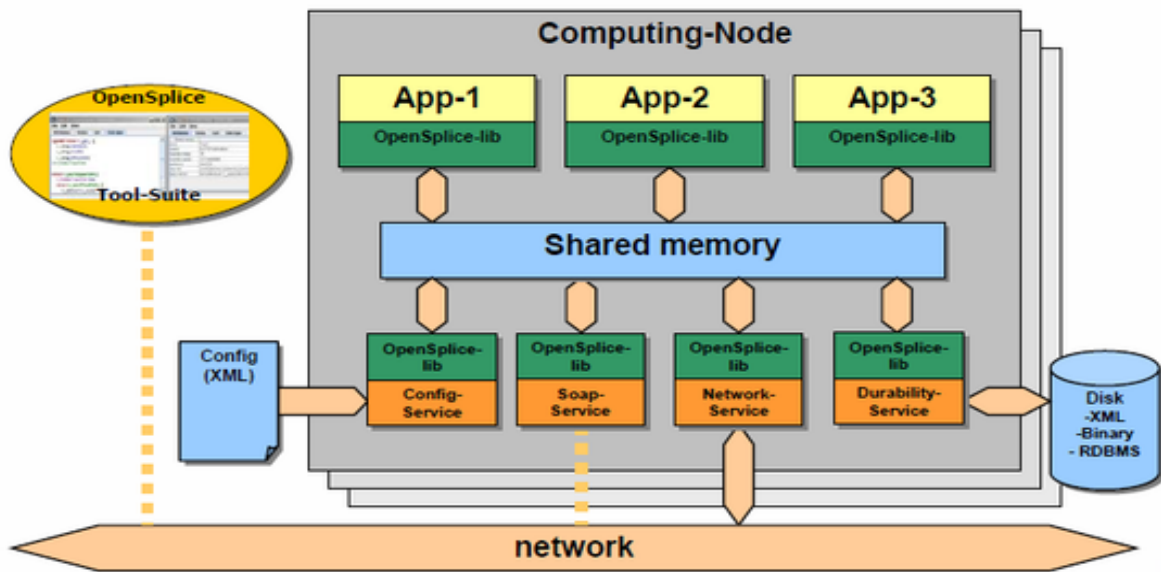 Computing-Node
OpenSplice
Tool-Suite
App-1
OpenSplice-lib
App-2
OpenSplice-lib
App-3
OpenSplice-lib
Shared memory
Config
(XML)
OpenSplice-
lib
Config-
Service
OpenSplice-
lib
Soap-
Service
OpenSplice-
lib
Network-
Service
OpenSplice-
lib
Durability-
Service
Disk
-XML
-Binary
- RDBMS
network